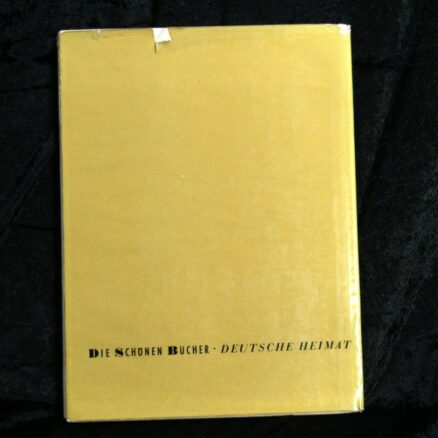 DIE SCHÖNEN BÜCHER · DEUTSCHE HEIMAT